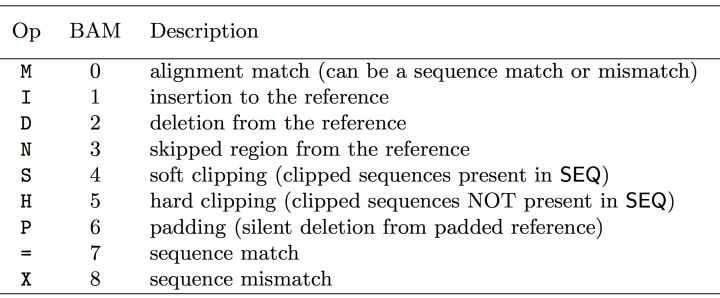 Op BAM Description
M 0 alignment match (can be a sequence match or mismatch)
I 1 insertion to the reference
D 2 deletion from the reference
N 3 skipped region from the reference
S 4 soft clipping (clipped sequences present in SEQ)
H 5 hard clipping (clipped sequences NOT present in SEQ)
P 6 padding (silent deletion from padded reference)
= 7 sequence match
X 8 sequence mismatch